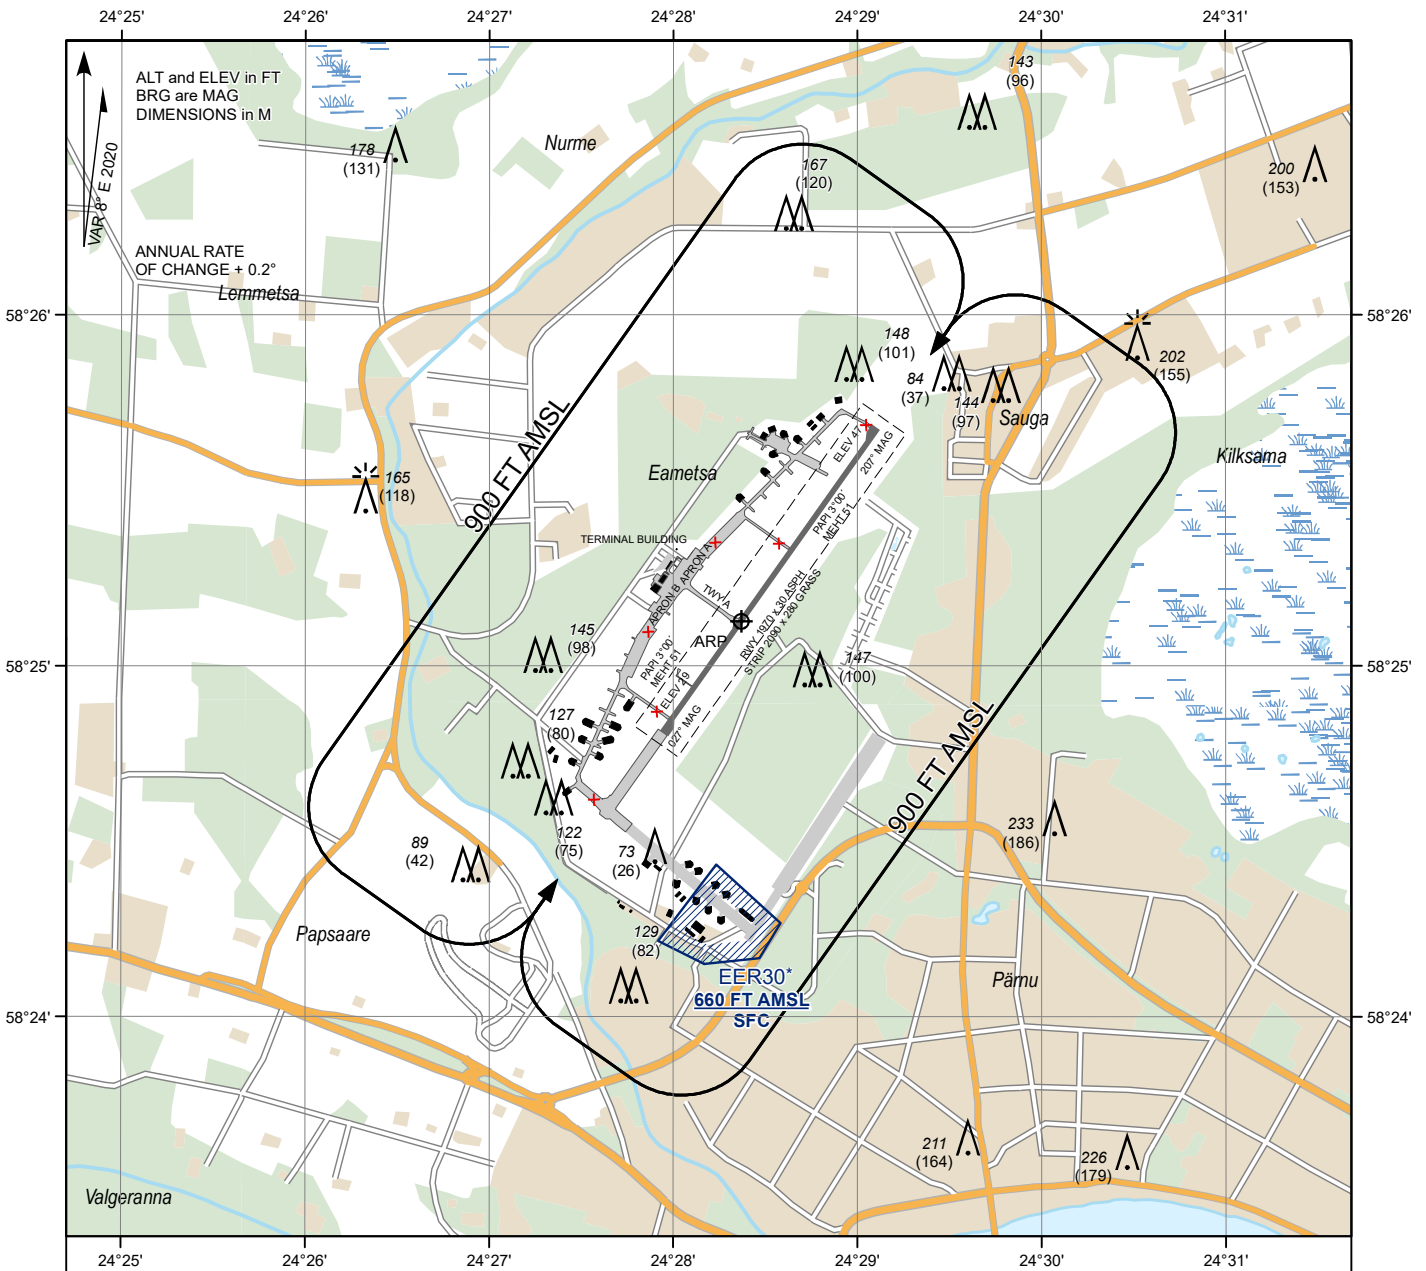 24°25' 24°26' 24°27' 24°28' 24°29' 24°30' 24°31'
ALT and ELEV in FT
BRG are MAG
DIMENSIONS in M
VAR 8° E 2020
ANNUAL RATE
OF CHANGE + 0.2°
143
(96)
Nurme
178
(131)
167
(120)
200
(153)
Lemmetsa
58°26'
58°26'
148
(101)
84
(37)
144
(97)
Sauga
202
(155)
900 FT AMSL
Eametsa
ELEV 47
207° MAG
Kilksama
165
(118)
PAPI 3°00´
MEHT 51
TERMINAL BUILDING
APRON A
APRON B
TWY A
ARP
RWY 1970 x 30 ASPH
STRIP 2090 x 280 GRASS
145
(98)
PAPI 3°00´
MEHT 51
ELEV 29
027° MAG
147
(100)
58°25'
58°25'
127
(80)
900 FT AMSL
122
(75)
89
(42)
73
(26)
233
(186)
Papsaare
129
(82)
EER30*
660 FT AMSL
SFC
Pärnu
58°24'
58°24'
211
(164)
226
(179)
Valgeranna
24°25' 24°26' 24°27' 24°28' 24°29' 24°30' 24°31'